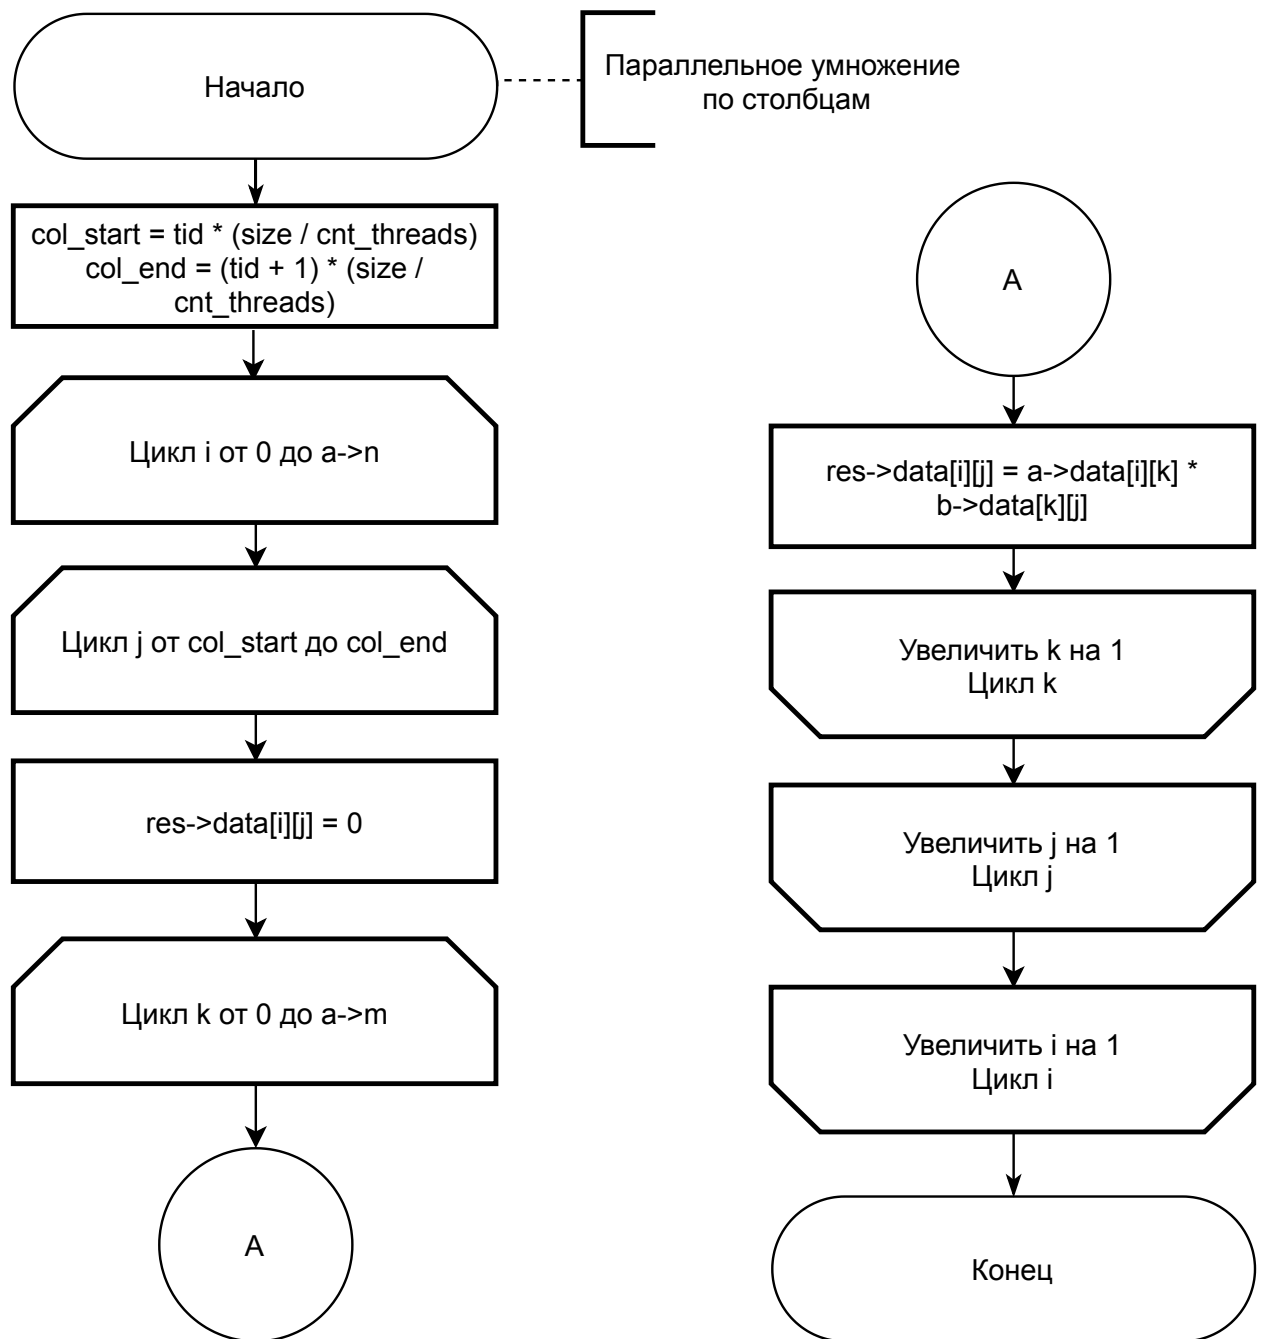 Начало
Параллельное умножение
по столбцам
col_start = tid * (size / cnt_threads)
col_end = (tid + 1) * (size /
cnt_threads)
Цикл i от 0 до a->n
Цикл j от col_start до col_end
res->data[i][j] = 0
Цикл k от 0 до a->m
A
A
res->data[i][j] = a->data[i][k] *
b->data[k][j]
Увеличить k на 1
Цикл k
Увеличить j на 1
Цикл j
Увеличить i на 1
Цикл i
Конец